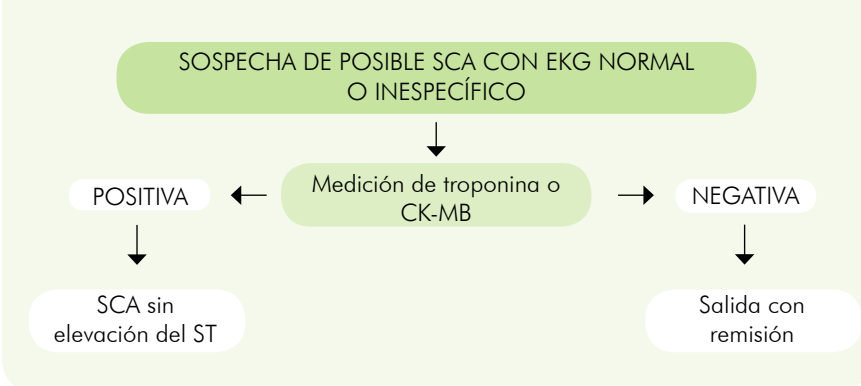 SOSPECHA DE POSIBLE SCA CON EKG NORMAL
O INESPECÍFICO
POSITIVA
Medición de troponina o
CK-MB
NEGATIVA
SCA sin
elevación del ST
Salida con
remisión